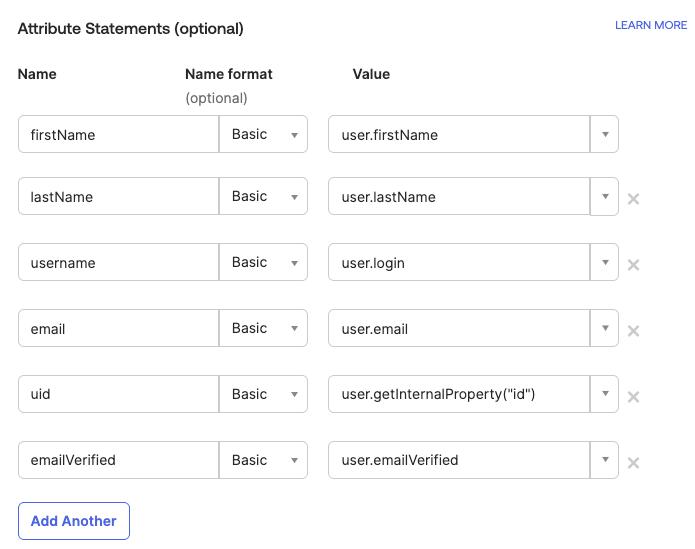 Attribute Statements (optional) LEARN MORE
Name Name format Value
(optional)
firstName Basic user.firstName
lastName Basic user.lastName
username Basic user.login
email Basic user.email
uid Basic user.getInternalProperty("id")
emailVerified Basic user.emailVerified
Add Another